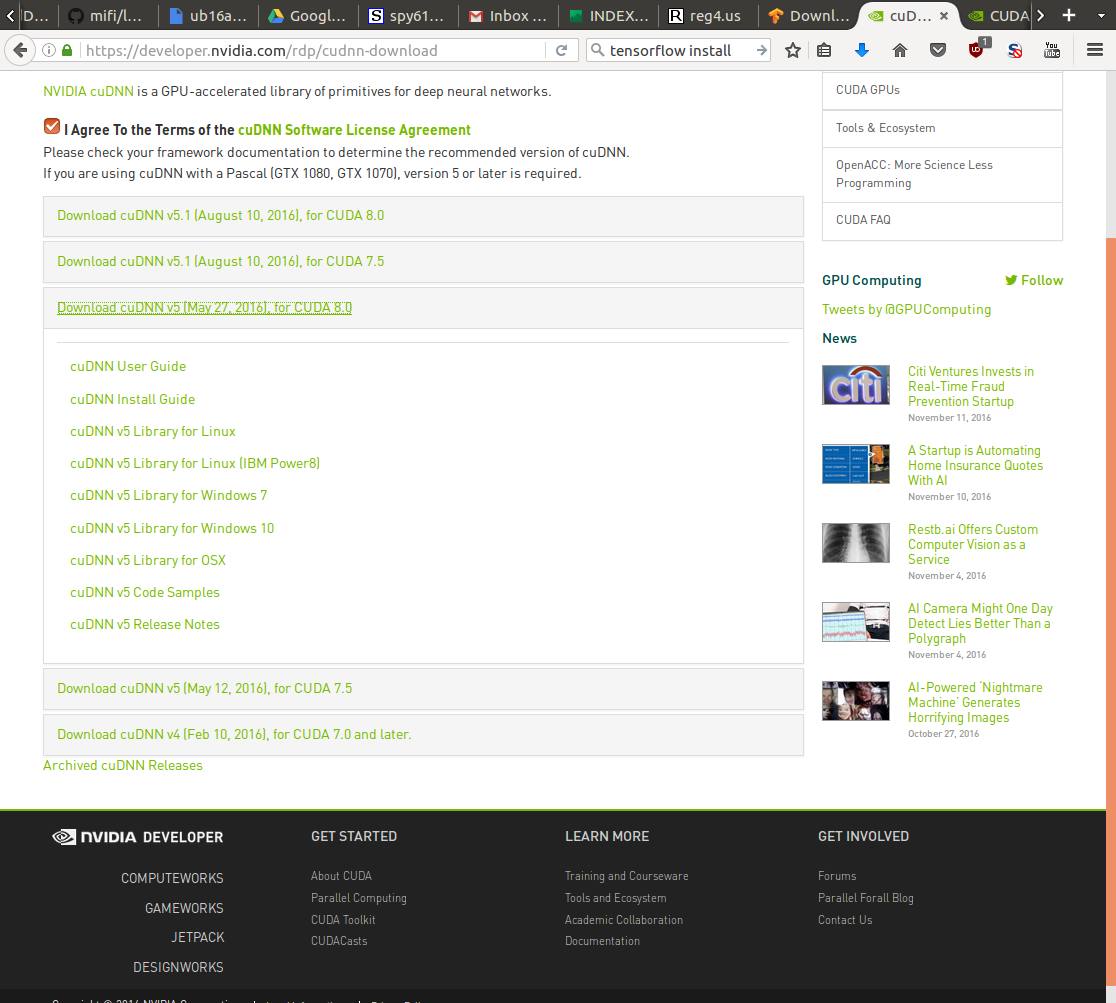 D...
mifi/l...
ub16a...
Googl...
spy61...
Inbox ...
INDEX...
reg4.us
Downl...
cuD...
CUDA
https://developer.nvidia.com/rdp/cudnn-download
tensorflow install
1
You
Tube
NVIDIA cuDNN is a GPU-accelerated library of primitives for deep neural networks.
I Agree To the Terms of the cuDNN Software License Agreement
Please check your framework documentation to determine the recommended version of cuDNN.
If you are using cuDNN with a Pascal (GTX 1080, GTX 1070), version 5 or later is required.
Download cuDNN v5.1 (August 10, 2016), for CUDA 8.0
Download cuDNN v5.1 (August 10, 2016), for CUDA 7.5
Download cuDNN v5 (May 27, 2016), for CUDA 8.0
cuDNN User Guide
cuDNN Install Guide
cuDNN v5 Library for Linux
cuDNN v5 Library for Linux (IBM Power8)
cuDNN v5 Library for Windows 7
cuDNN v5 Library for Windows 10
cuDNN v5 Library for OSX
cuDNN v5 Code Samples
cuDNN v5 Release Notes
Download cuDNN v5 (May 12, 2016), for CUDA 7.5
Download cuDNN v4 (Feb 10, 2016), for CUDA 7.0 and later.
Archived cuDNN Releases
CUDA GPUs
Tools & Ecosystem
OpenACC: More Science Less
Programming
CUDA FAQ
GPU Computing
Follow
Tweets by @GPUComputing
News
citi
Citi Ventures Invests in
Real-Time Fraud
Prevention Startup
November 11, 2016
A Startup is Automating
Home Insurance Quotes
With AI
November 10, 2016
Restb.ai Offers Custom
Computer Vision as a
Service
November 4, 2016
AI Camera Might One Day
Detect Lies Better Than a
Polygraph
November 4, 2016
AI-Powered 'Nightmare
Machine' Generates
Horrifying Images
October 27, 2016
NVIDIA DEVELOPER
COMPUTEWORKS
GAMEWORKS
JETPACK
DESIGNWORKS
GET STARTED
About CUDA
Parallel Computing
CUDA Toolkit
CUDACasts
LEARN MORE
Training and Courseware
Tools and Ecosystem
Academic Collaboration
Documentation
GET INVOLVED
Forums
Parallel Forall Blog
Contact Us